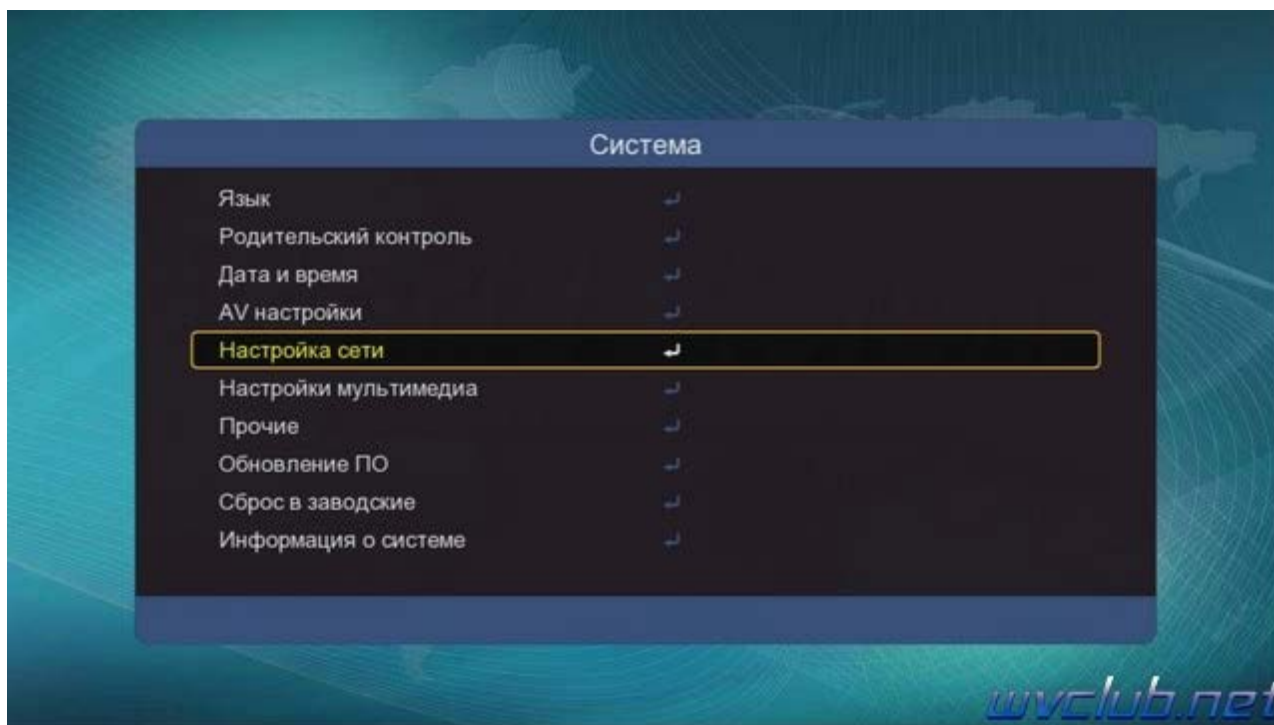 Система
Язык
Родительский контроль
Дата и время
AV настройки
Настройка сети
Настройки мультимедиа
Прочие
Обновление ПО
Сброс в заводские
Информация о системе
wvclub.net